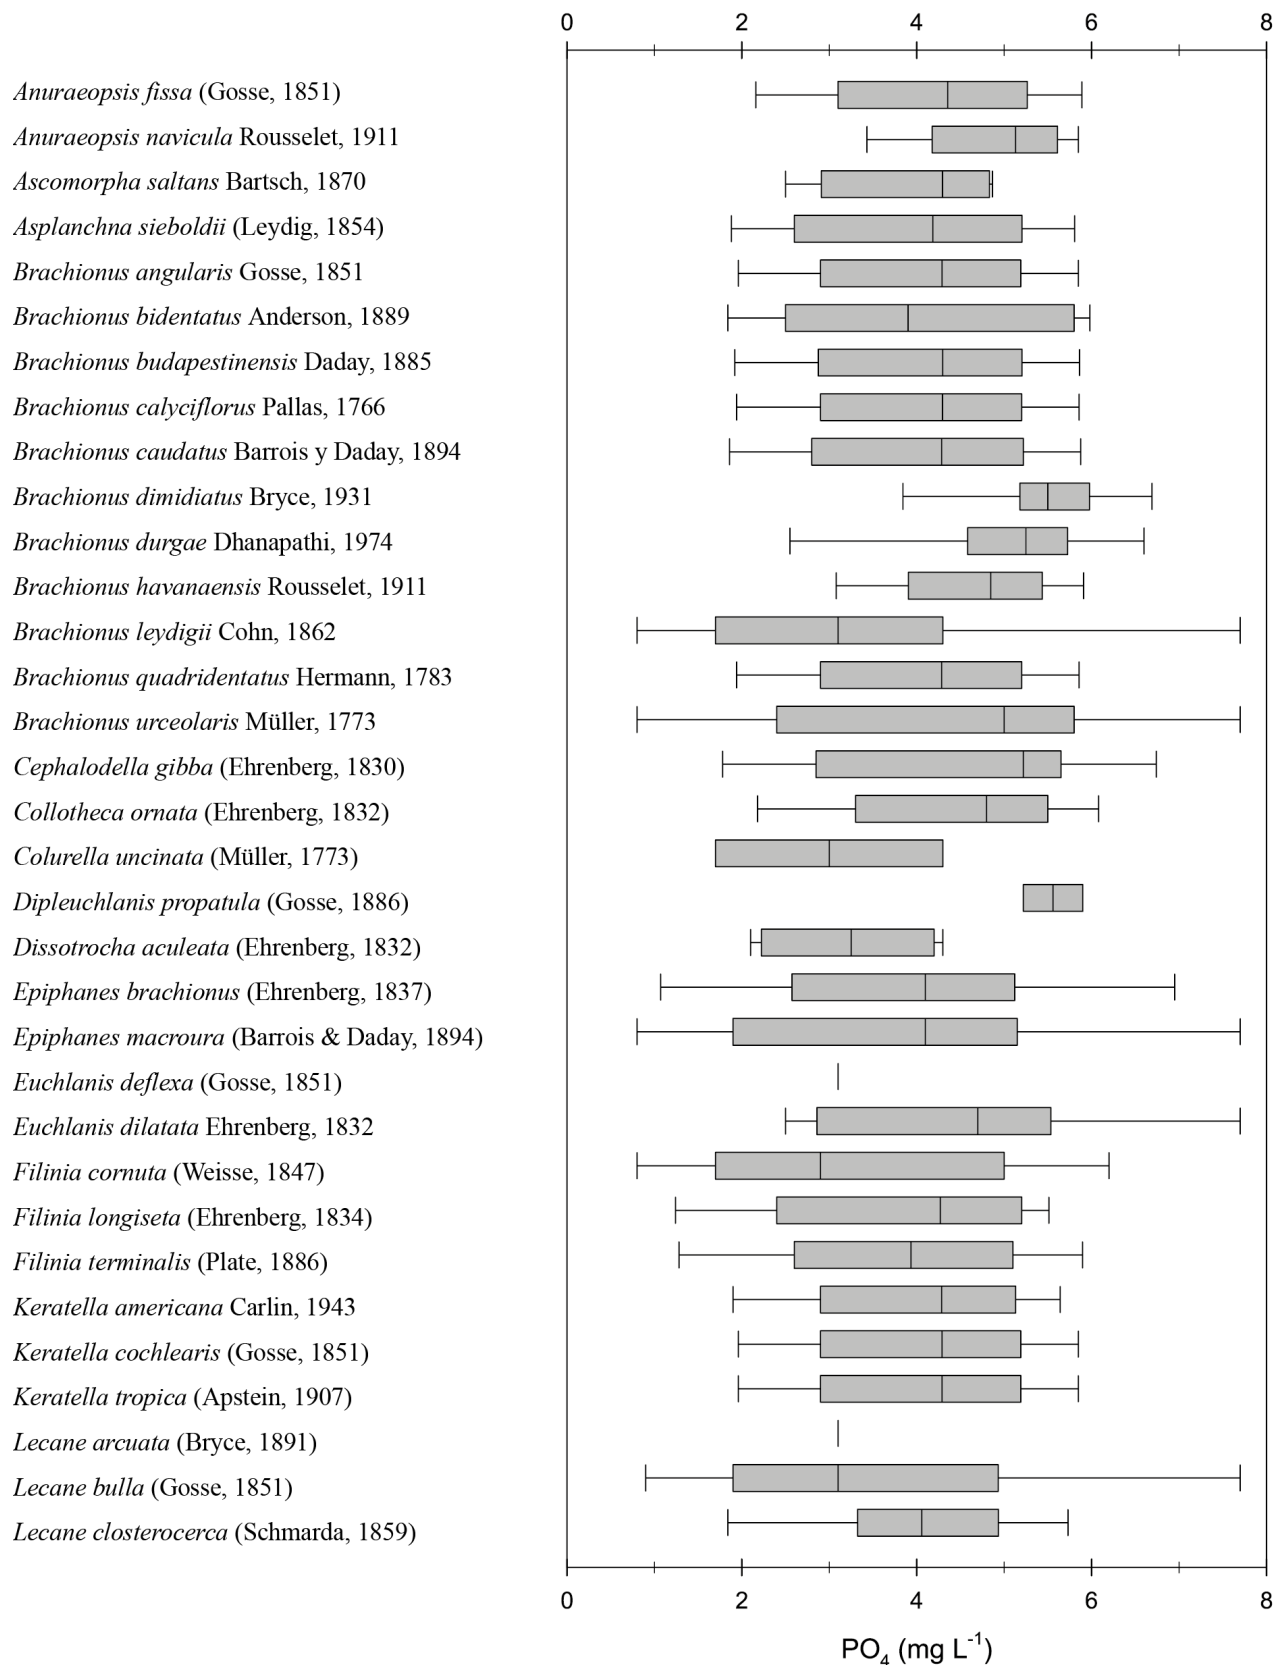 0 2 4 6 8
Anuraeopsis fissa (Gosse, 1851)
Anuraeopsis navicula Rousselet, 1911
Ascomorpha saltans Bartsch, 1870
Asplanchna sieboldii (Leydig, 1854)
Brachionus angularis Gosse, 1851
Brachionus bidentatus Anderson, 1889
Brachionus budapestinensis Daday, 1885
Brachionus calyciflorus Pallas, 1766
Brachionus caudatus Barrois y Daday, 1894
Brachionus dimidiatus Bryce, 1931
Brachionus durgae Dhanapathi, 1974
Brachionus havanaensis Rousselet, 1911
Brachionus leydigii Cohn, 1862
Brachionus quadridentatus Hermann, 1783
Brachionus urceolaris Müller, 1773
Cephalodella gibba (Ehrenberg, 1830)
Collotheca ornata (Ehrenberg, 1832)
Colurella uncinata (Müller, 1773)
Dipleuchlanis propatula (Gosse, 1886)
Dissotrocha aculeata (Ehrenberg, 1832)
Epiphanes brachionus (Ehrenberg, 1837)
Epiphanes macroura (Barrois & Daday, 1894)
Euchlanis deflexa (Gosse, 1851)
Euchlanis dilatata Ehrenberg, 1832
Filinia cornuta (Weisse, 1847)
Filinia longiseta (Ehrenberg, 1834)
Filinia terminalis (Plate, 1886)
Keratella americana Carlin, 1943
Keratella cochlearis (Gosse, 1851)
Keratella tropica (Apstein, 1907)
Lecane arcuata (Bryce, 1891)
Lecane bulla (Gosse, 1851)
Lecane closterocerca (Schmarda, 1859)
0 2 4 6 8
PO₄ (mg L⁻¹)